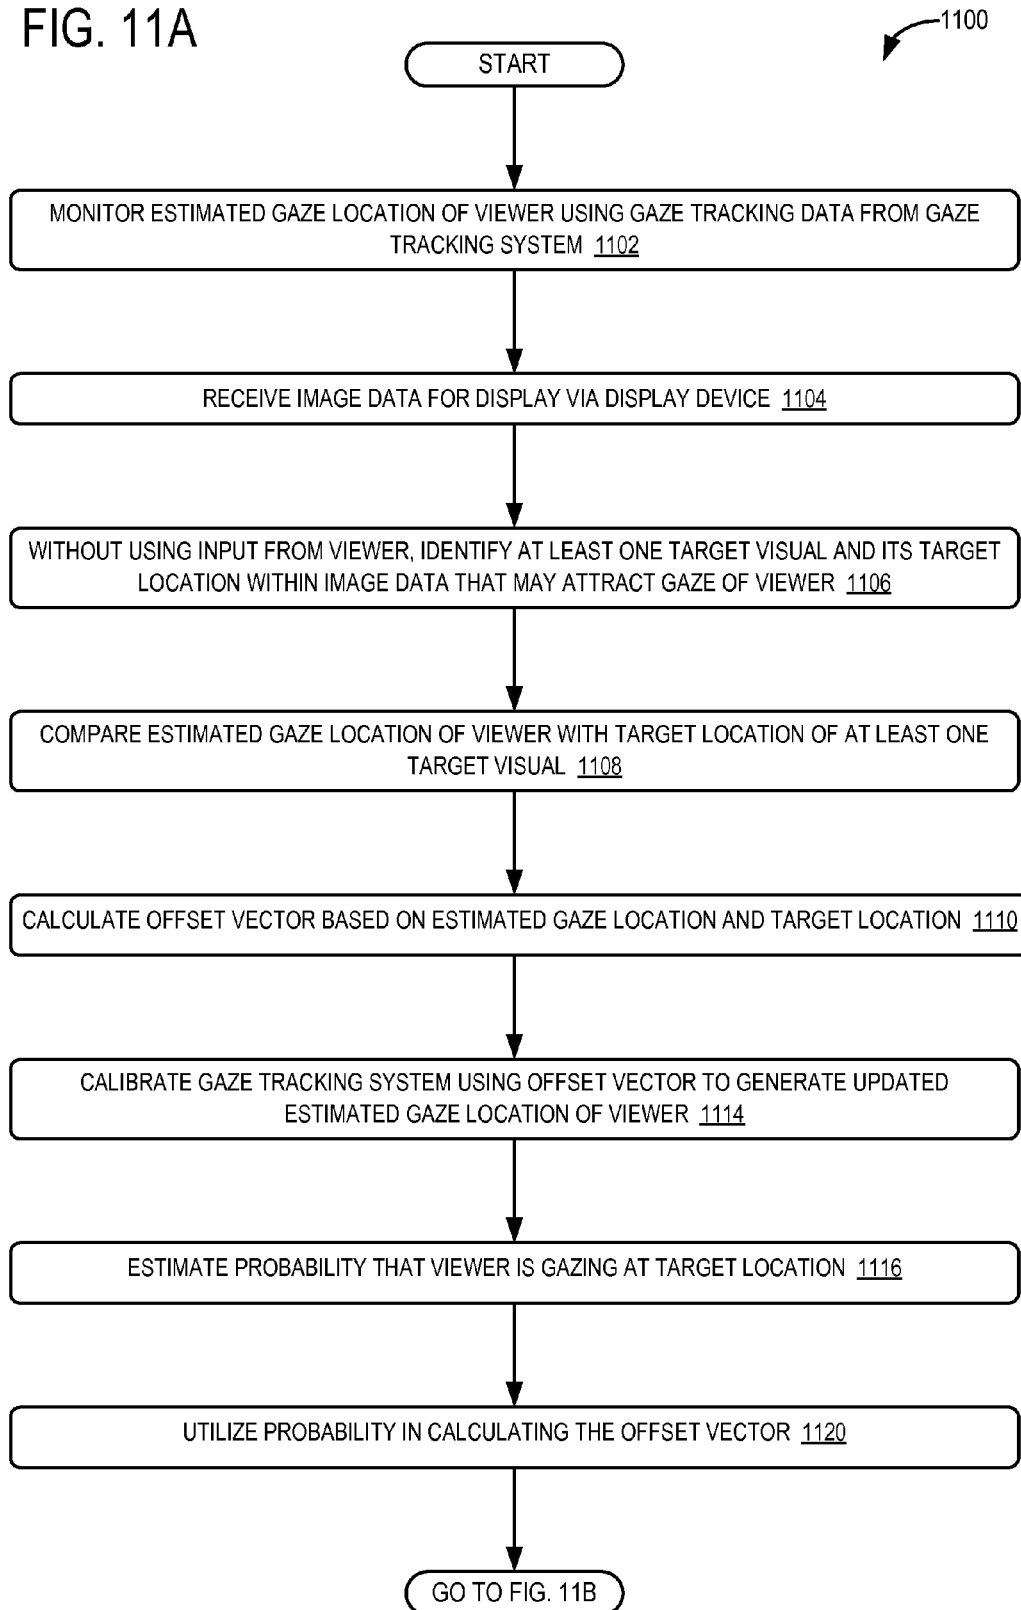 FIG. 11A
1100
START
MONITOR ESTIMATED GAZE LOCATION OF VIEWER USING GAZE TRACKING DATA FROM GAZE
TRACKING SYSTEM 1102
RECEIVE IMAGE DATA FOR DISPLAY VIA DISPLAY DEVICE 1104
WITHOUT USING INPUT FROM VIEWER, IDENTIFY AT LEAST ONE TARGET VISUAL AND ITS TARGET
LOCATION WITHIN IMAGE DATA THAT MAY ATTRACT GAZE OF VIEWER 1106
COMPARE ESTIMATED GAZE LOCATION OF VIEWER WITH TARGET LOCATION OF AT LEAST ONE
TARGET VISUAL 1108
CALCULATE OFFSET VECTOR BASED ON ESTIMATED GAZE LOCATION AND TARGET LOCATION 1110
CALIBRATE GAZE TRACKING SYSTEM USING OFFSET VECTOR TO GENERATE UPDATED
ESTIMATED GAZE LOCATION OF VIEWER 1114
ESTIMATE PROBABILITY THAT VIEWER IS GAZING AT TARGET LOCATION 1116
UTILIZE PROBABILITY IN CALCULATING THE OFFSET VECTOR 1120
GO TO FIG. 11B